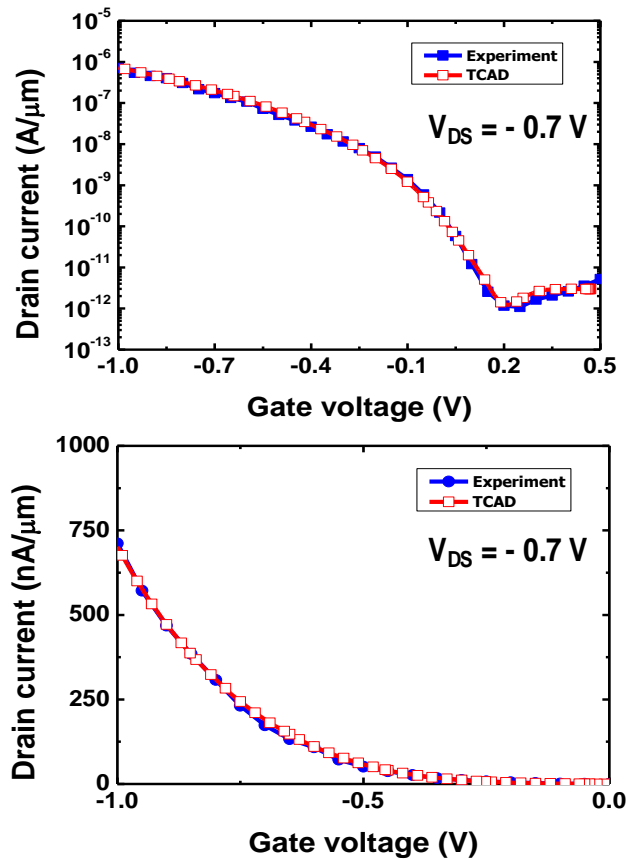 10⁻⁵
10⁻⁶
10⁻⁷
10⁻⁸
10⁻⁹
10⁻¹⁰
10⁻¹¹
10⁻¹²
10⁻¹³
Drain current (A/μm)
Experiment
TCAD
V_DS = - 0.7 V
-1.0 -0.7 -0.4 -0.1 0.2 0.5
Gate voltage (V)
1000
750
500
250
0
Drain current (nA/μm)
Experiment
TCAD
V_DS = - 0.7 V
-1.0 -0.5 0.0
Gate voltage (V)